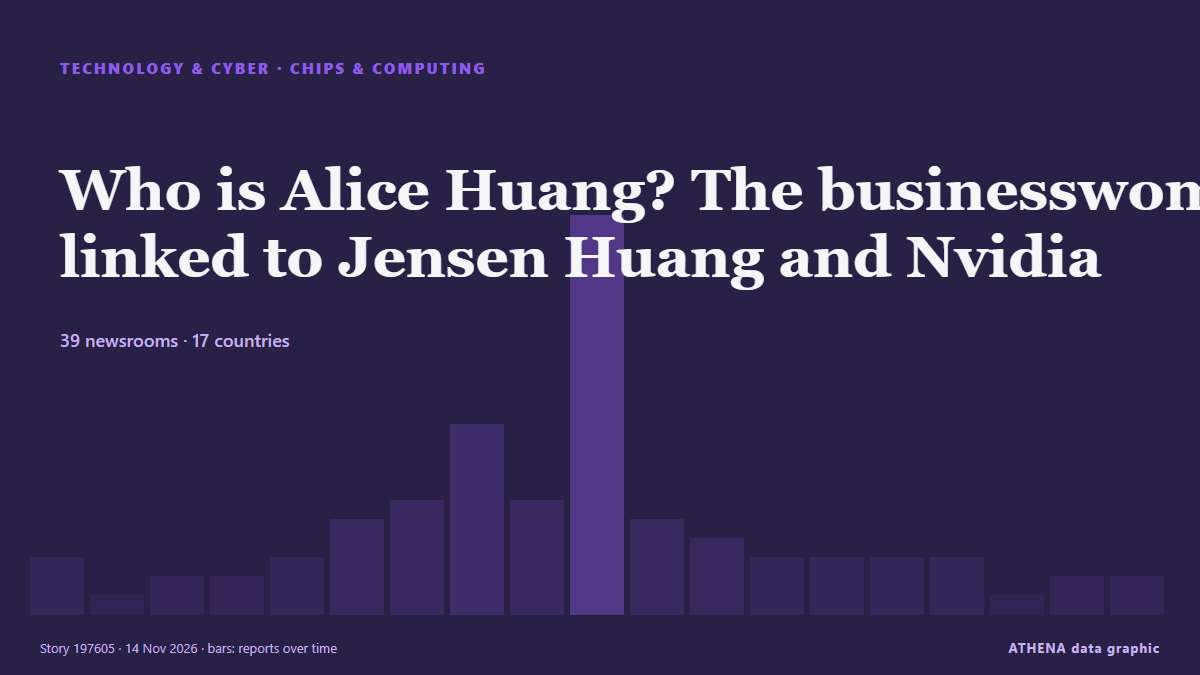 TECHNOLOGY & CYBER · CHIPS & COMPUTING
Who is Alice Huang? The businesswom
linked to Jensen Huang and Nvidia
39 newsrooms · 17 countries
Story 197605 · 14 Nov 2026 · bars: reports over time
ATHENA data graphic